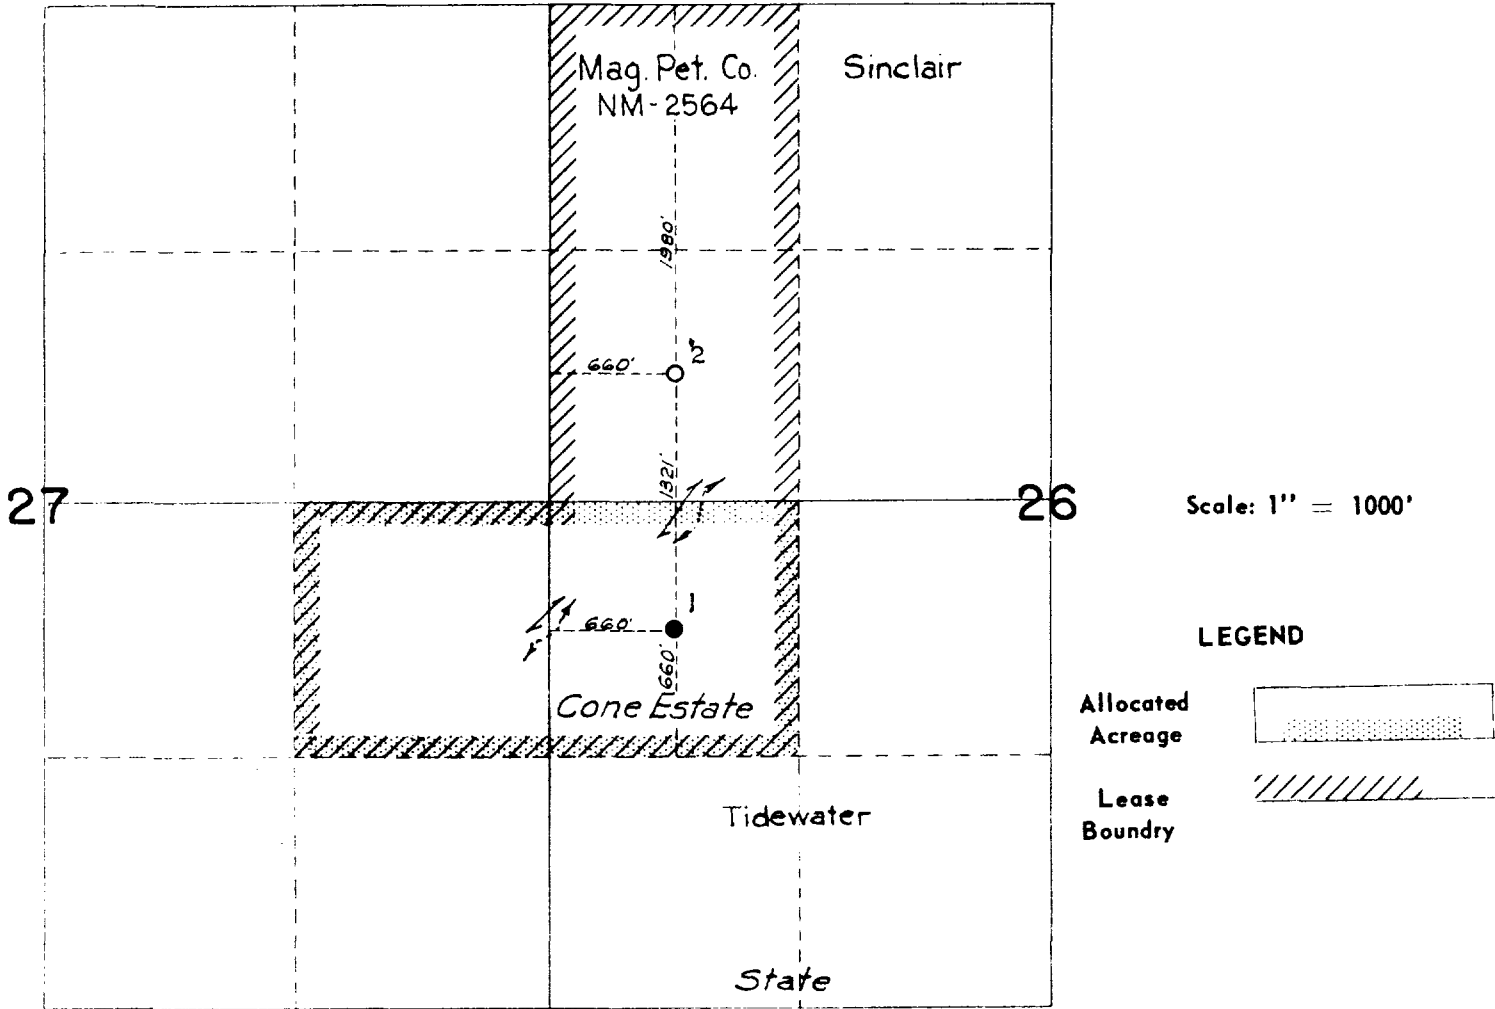 Mag. Pet. Co.
NM-2564
Sinclair
1980'
2
660'
1321'
27
26
Scale: 1'' = 1000'
1
660'
660'
Cone Estate
LEGEND
Allocated
Acreage
Lease
Boundry
Tidewater
State